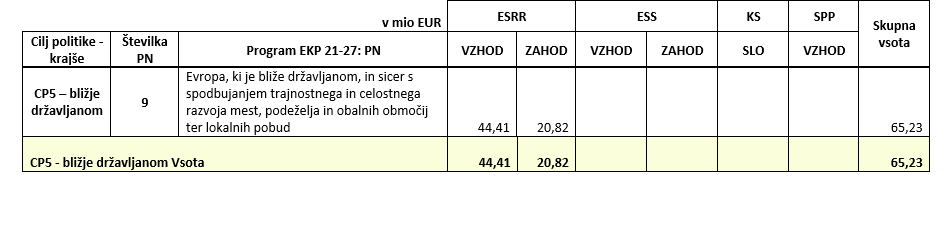 v mio EUR ESRR ESS KS SPP Skupna vsota
Cilj politike - krajše Številka PN Program EKP 21-27: PN VZHOD ZAHOD VZHOD ZAHOD SLO VZHOD
CP5 – bližje državljanom 9 Evropa, ki je bliže državljanom, in sicer s
spodbujanjem trajnostnega in celostnega
razvoja mest, podeželja in obalnih območij
ter lokalnih pobud 44,41 20,82 65,23
CP5 - bližje državljanom Vsota 44,41 20,82 65,23